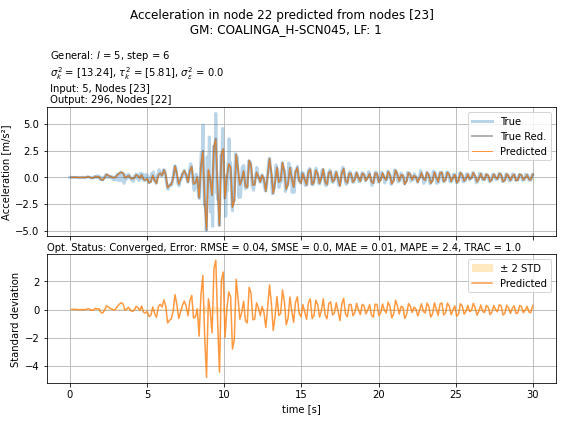 Acceleration in node 22 predicted from nodes [23]
GM: COALINGA_H-SCN045, LF: 1
General: l = 5, step = 6
σ²ₖ = [13.24], τ²ₖ = [5.81], σ²ε = 0.0
Input: 5, Nodes [23]
Output: 296, Nodes [22]
Acceleration [m/s²]
5.0
2.5
0.0
−2.5
−5.0
True
True Red.
Predicted
Opt. Status: Converged, Error: RMSE = 0.04, SMSE = 0.0, MAE = 0.01, MAPE = 2.4, TRAC = 1.0
Standard deviation
2
0
−2
−4
± 2 STD
Predicted
0 5 10 15 20 25 30
time [s]